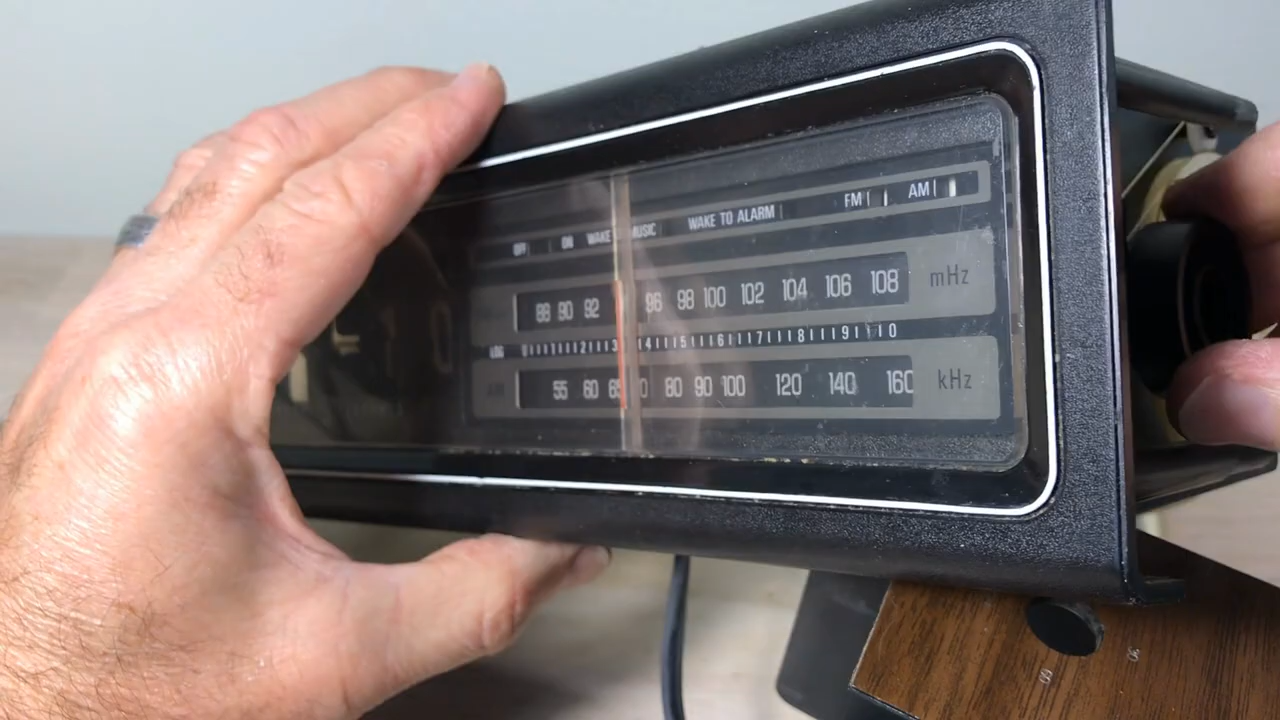 OFF ON WAKE MUSIC WAKE TO ALARM FM AM
88 90 92 96 98 100 102 104 106 108 mHz
LOG 0 1 2 3 4 5 6 7 8 9 10
55 60 65 80 90 100 120 140 160 kHz
60